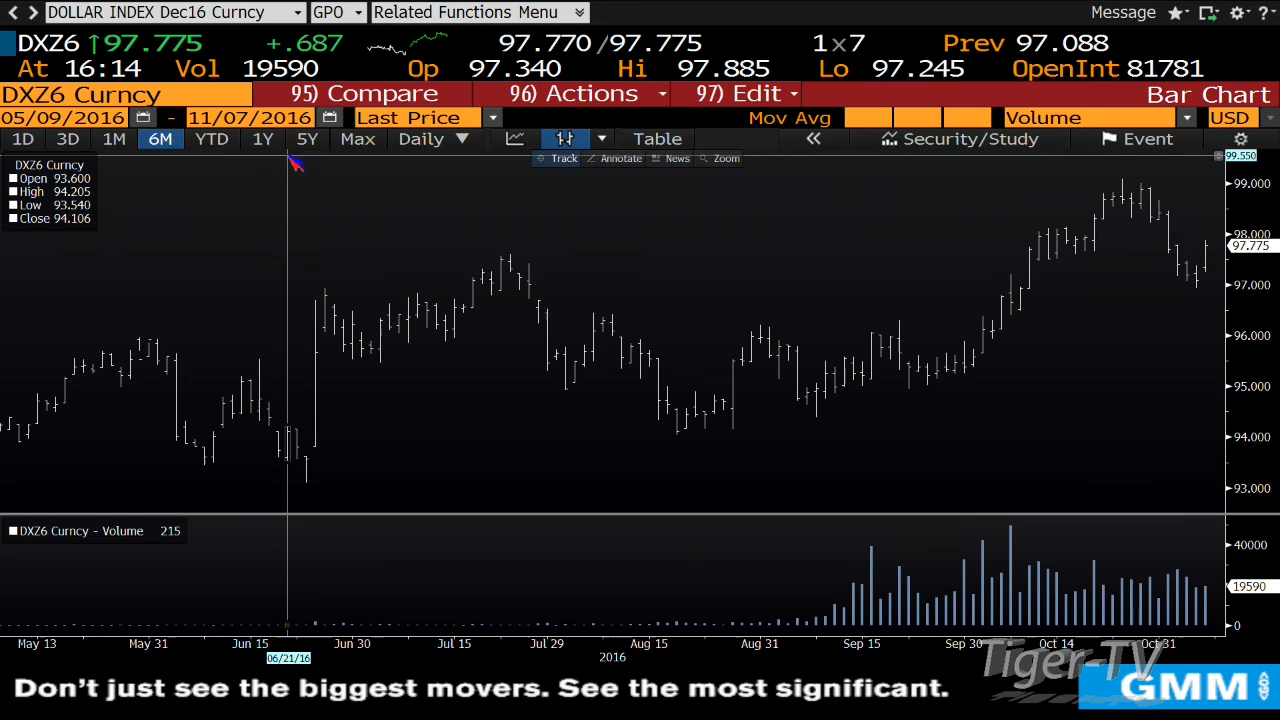 DOLLAR INDEX Dec16 Curncy GPO Related Functions Menu Message ?
DXZ6 ↑97.775 +.687 97.770/97.775 1x7 Prev 97.088
At 16:14 Vol 19590 Op 97.340 Hi 97.885 Lo 97.245 OpenInt 81781
DXZ6 Curncy 95) Compare 96) Actions 97) Edit Bar Chart
05/09/2016 - 11/07/2016 Last Price Mov Avg Volume USD
1D 3D 1M 6M YTD 1Y 5Y Max Daily ▼ Table « Security/Study Event
Track Annotate News Zoom
99.550
DXZ6 Curncy
Open 93.600
High 94.205
Low 93.540
Close 94.106
99.000
98.000
97.775
97.000
96.000
95.000
94.000
93.000
DXZ6 Curncy - Volume 215
40000
19590
0
May 13 May 31 Jun 15 Jun 30 Jul 15 Jul 29 Aug 15 Aug 31 Sep 15 Sep 30 Oct 14 Oct 31
06/21/16 2016
Tiger-TV
Don't just see the biggest movers. See the most significant.
GMM